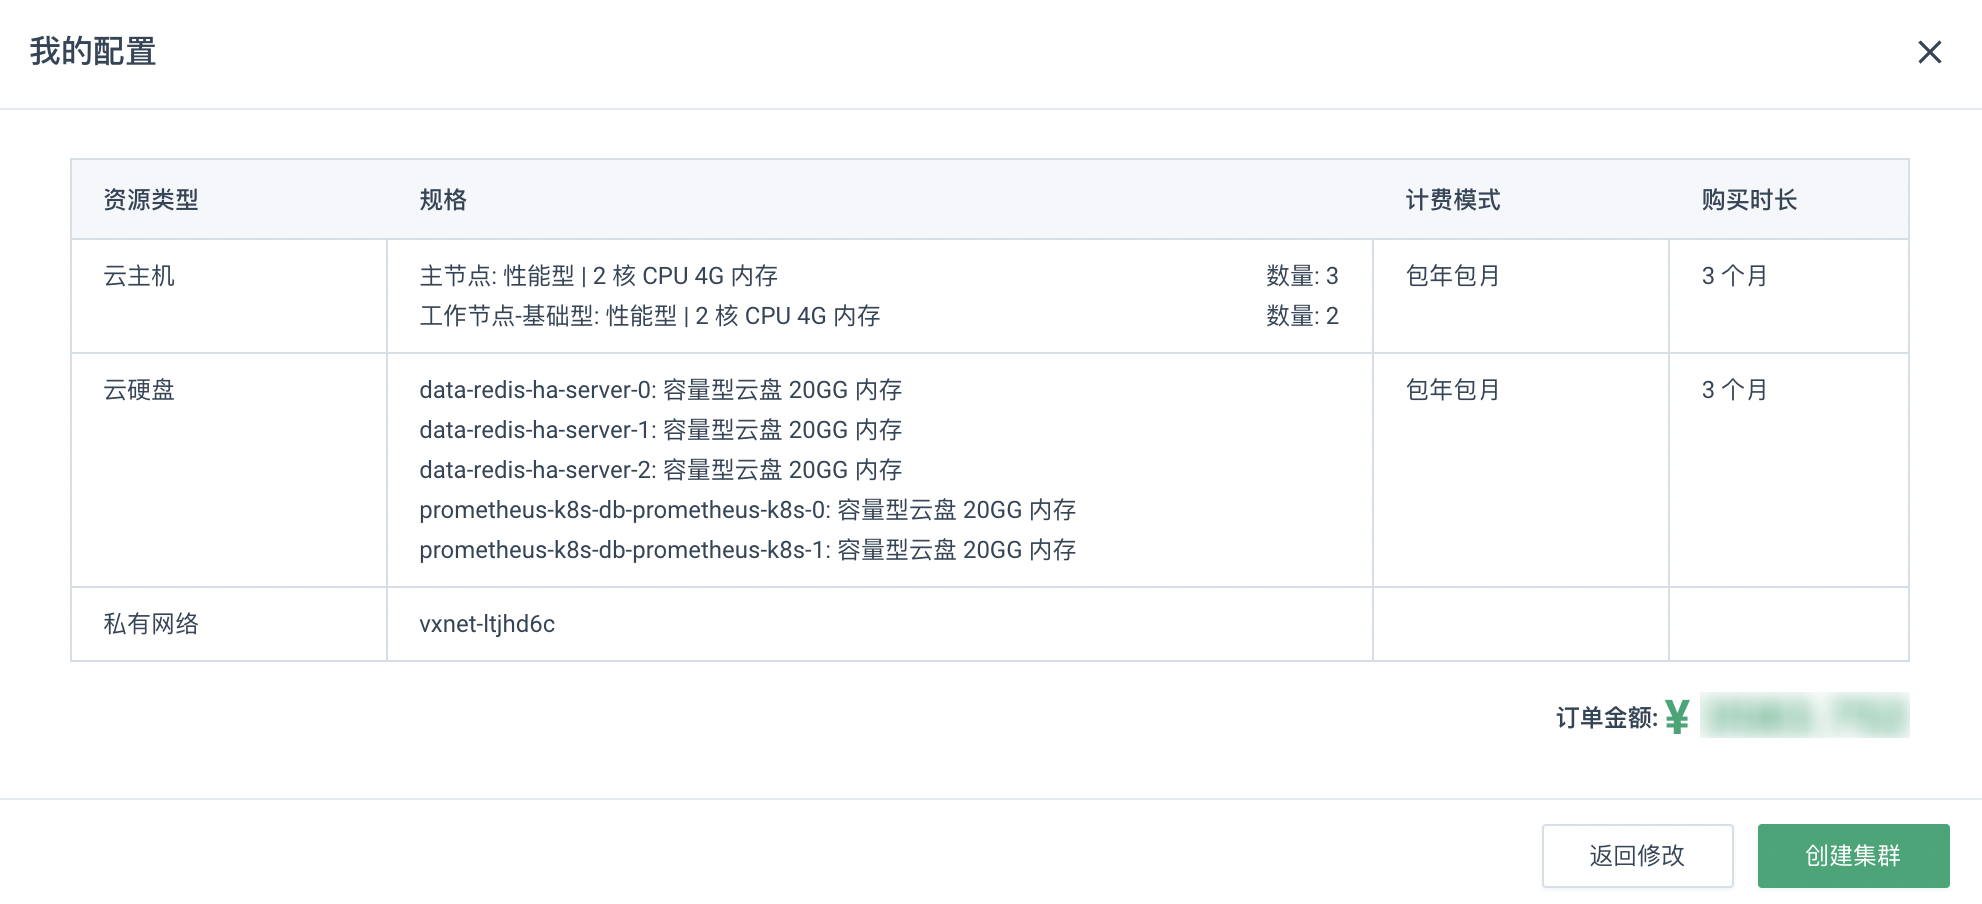 我的配置
资源类型 规格 计费模式 购买时长
云主机 主节点: 性能型 | 2 核 CPU 4G 内存 数量: 3 包年包月 3 个月
工作节点-基础型: 性能型 | 2 核 CPU 4G 内存 数量: 2
云硬盘 data-redis-ha-server-0: 容量型云盘 20GG 内存 包年包月 3 个月
data-redis-ha-server-1: 容量型云盘 20GG 内存
data-redis-ha-server-2: 容量型云盘 20GG 内存
prometheus-k8s-db-prometheus-k8s-0: 容量型云盘 20GG 内存
prometheus-k8s-db-prometheus-k8s-1: 容量型云盘 20GG 内存
私有网络 vxnet-ltjhd6c
订单金额: ¥
返回修改 创建集群